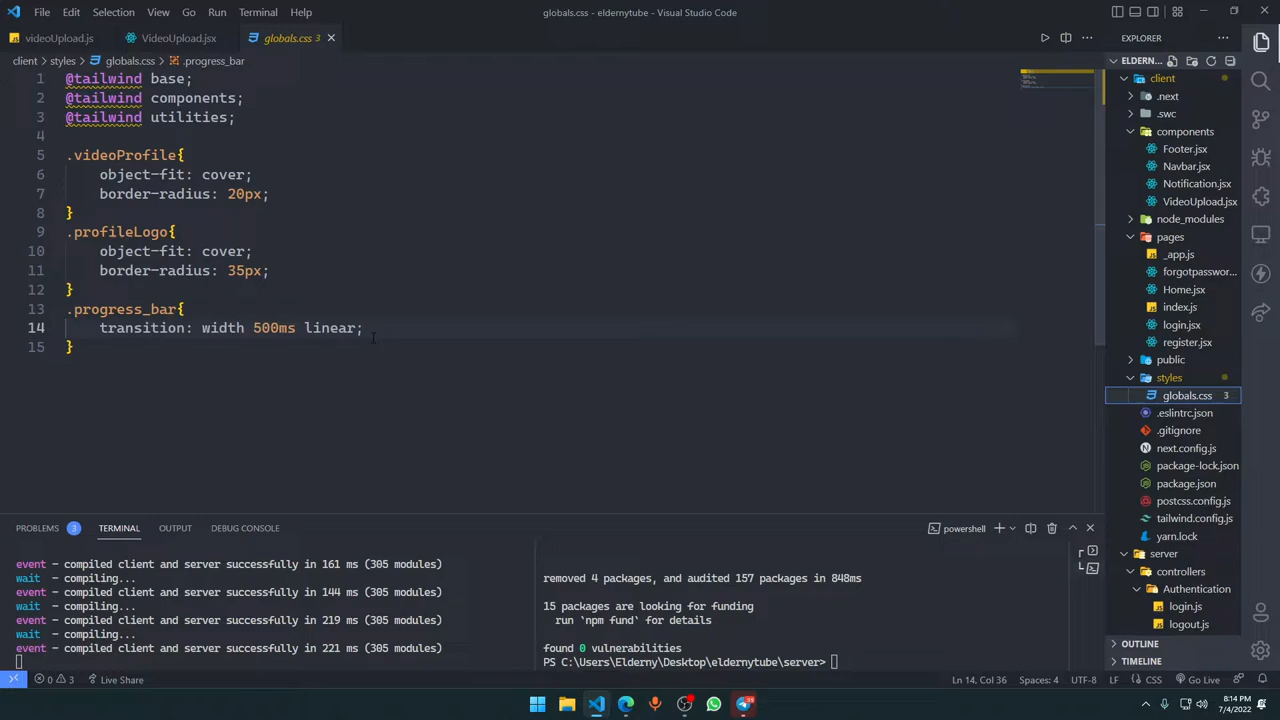 File Edit Selection View Go Run Terminal Help
globals.css - eldernytube - Visual Studio Code
videoUpload.js VideoUpload.jsx globals.css 3
client > styles > globals.css > .progress_bar
1 @tailwind base;
2 @tailwind components;
3 @tailwind utilities;
4
5 .videoProfile{
6 object-fit: cover;
7 border-radius: 20px;
8 }
9 .profileLogo{
10 object-fit: cover;
11 border-radius: 35px;
12 }
13 .progress_bar{
14 transition: width 500ms linear;
15 }
EXPLORER
ELDERN...
client
.next
.swc
components
Footer.jsx
Navbar.jsx
Notification.jsx
VideoUpload.jsx
node_modules
pages
_app.js
forgotpasswor...
Home.jsx
index.js
login.jsx
register.jsx
public
styles
globals.css 3
.eslintrc.json
.gitignore
next.config.js
package-lock.json
package.json
postcss.config.js
tailwind.config.js
yarn.lock
server
controllers
Authentication
login.js
logout.js
OUTLINE
TIMELINE
PROBLEMS 3 TERMINAL OUTPUT DEBUG CONSOLE
powershell
event - compiled client and server successfully in 161 ms (305 modules)
wait - compiling...
event - compiled client and server successfully in 144 ms (305 modules)
wait - compiling...
event - compiled client and server successfully in 219 ms (305 modules)
wait - compiling...
event - compiled client and server successfully in 221 ms (305 modules)
removed 4 packages, and audited 157 packages in 848ms
15 packages are looking for funding
run `npm fund` for details
found 0 vulnerabilities
PS C:\Users\Elderny\Desktop\eldernytube\server>
0 3 Live Share
Ln 14, Col 36 Spaces: 4 UTF-8 LF CSS Go Live Prettier
8:14 PM
7/4/2022